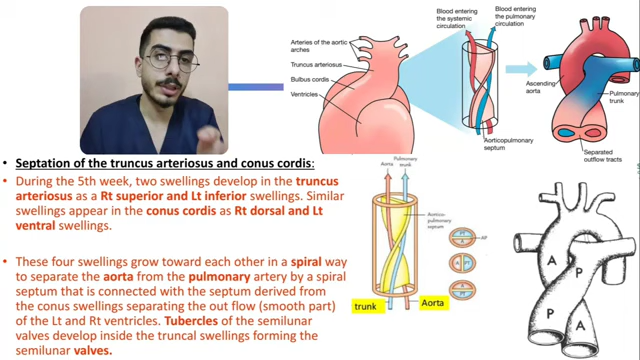 Blood entering the systemic circulation
Blood entering the pulmonary circulation
Arteries of the aortic arches
Truncus arteriosus
Bulbus cordis
Ventricles
Aorticopulmonary septum
Ascending aorta
Pulmonary trunk
Separated outflow tracts
• Septation of the truncus arteriosus and conus cordis:
• During the 5th week, two swellings develop in the truncus
arteriosus as a Rt superior and Lt inferior swellings. Similar
swellings appear in the conus cordis as Rt dorsal and Lt
ventral swellings.
• These four swellings grow toward each other in a spiral way
to separate the aorta from the pulmonary artery by a spiral
septum that is connected with the septum derived from
the conus swellings separating the out flow (smooth part)
of the Lt and Rt ventricles. Tubercles of the semilunar
valves develop inside the truncal swellings forming the
semilunar valves.
Aorta
Pulmonary trunk
Aortico-pulmonary septum
AP
trunk
Aorta
A
P
P
A